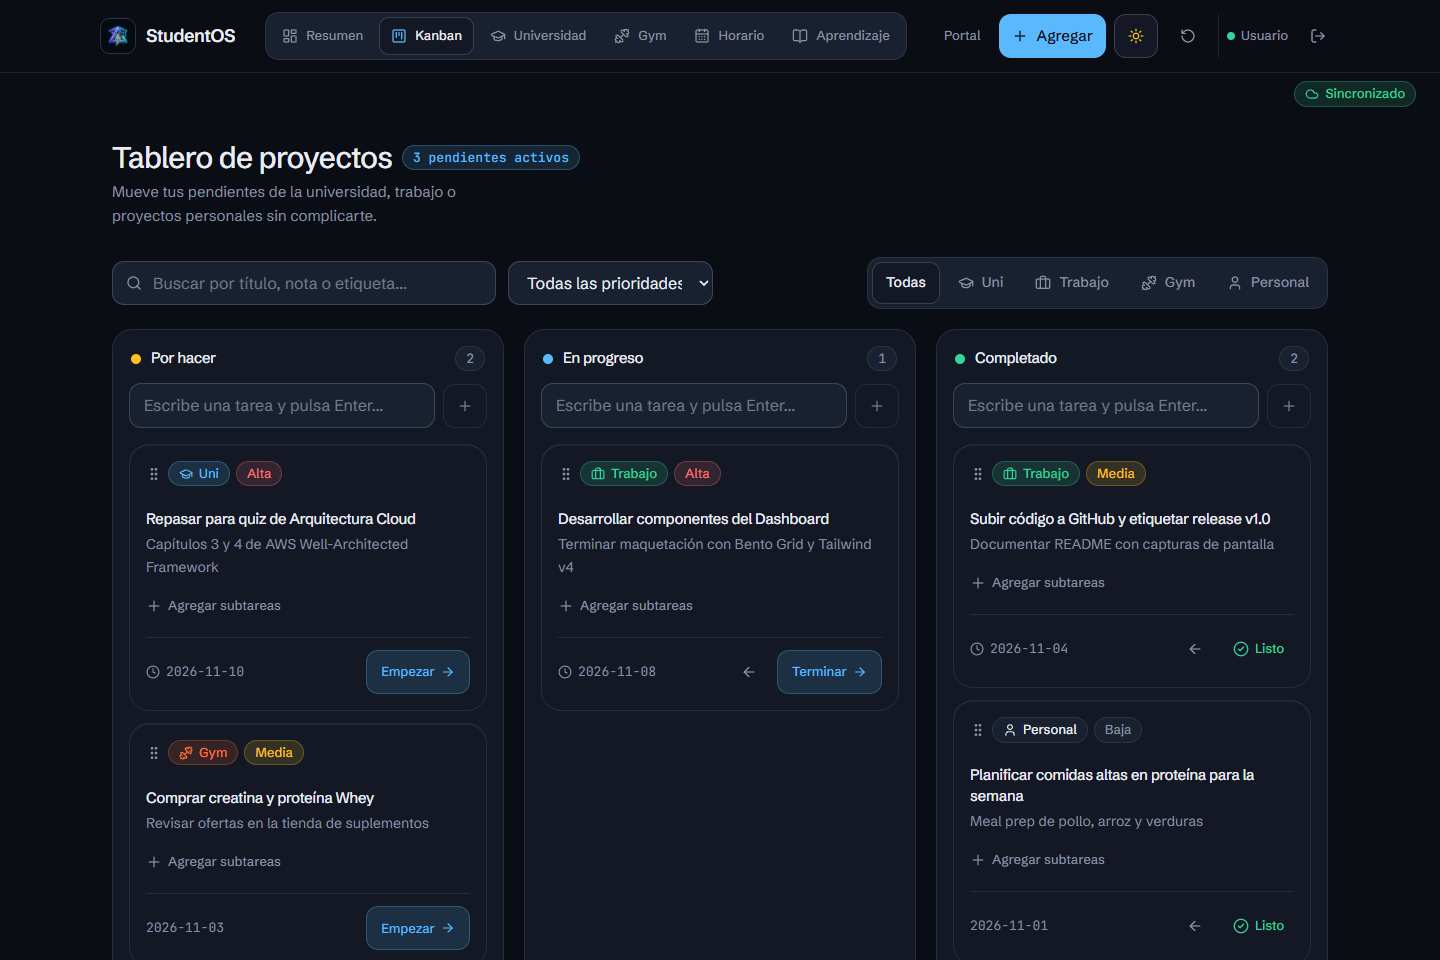 StudentOS
Resumen
Kanban
Universidad
Gym
Horario
Aprendizaje
Portal
Agregar
Usuario
Sincronizado
Tablero de proyectos
3 pendientes activos
Mueve tus pendientes de la universidad, trabajo o
proyectos personales sin complicarte.
Buscar por título, nota o etiqueta...
Todas las prioridades
Todas
Uni
Trabajo
Gym
Personal
Por hacer
2
Escribe una tarea y pulsa Enter...
Uni
Alta
Repasar para quiz de Arquitectura Cloud
Capítulos 3 y 4 de AWS Well-Architected
Framework
Agregar subtareas
2026-11-10
Empezar
Gym
Media
Comprar creatina y proteína Whey
Revisar ofertas en la tienda de suplementos
Agregar subtareas
2026-11-03
Empezar
En progreso
1
Escribe una tarea y pulsa Enter...
Trabajo
Alta
Desarrollar componentes del Dashboard
Terminar maquetación con Bento Grid y Tailwind
v4
Agregar subtareas
2026-11-08
Terminar
Completado
2
Escribe una tarea y pulsa Enter...
Trabajo
Media
Subir código a GitHub y etiquetar release v1.0
Documentar README con capturas de pantalla
Agregar subtareas
2026-11-04
Listo
Personal
Baja
Planificar comidas altas en proteína para la
semana
Meal prep de pollo, arroz y verduras
Agregar subtareas
2026-11-01
Listo